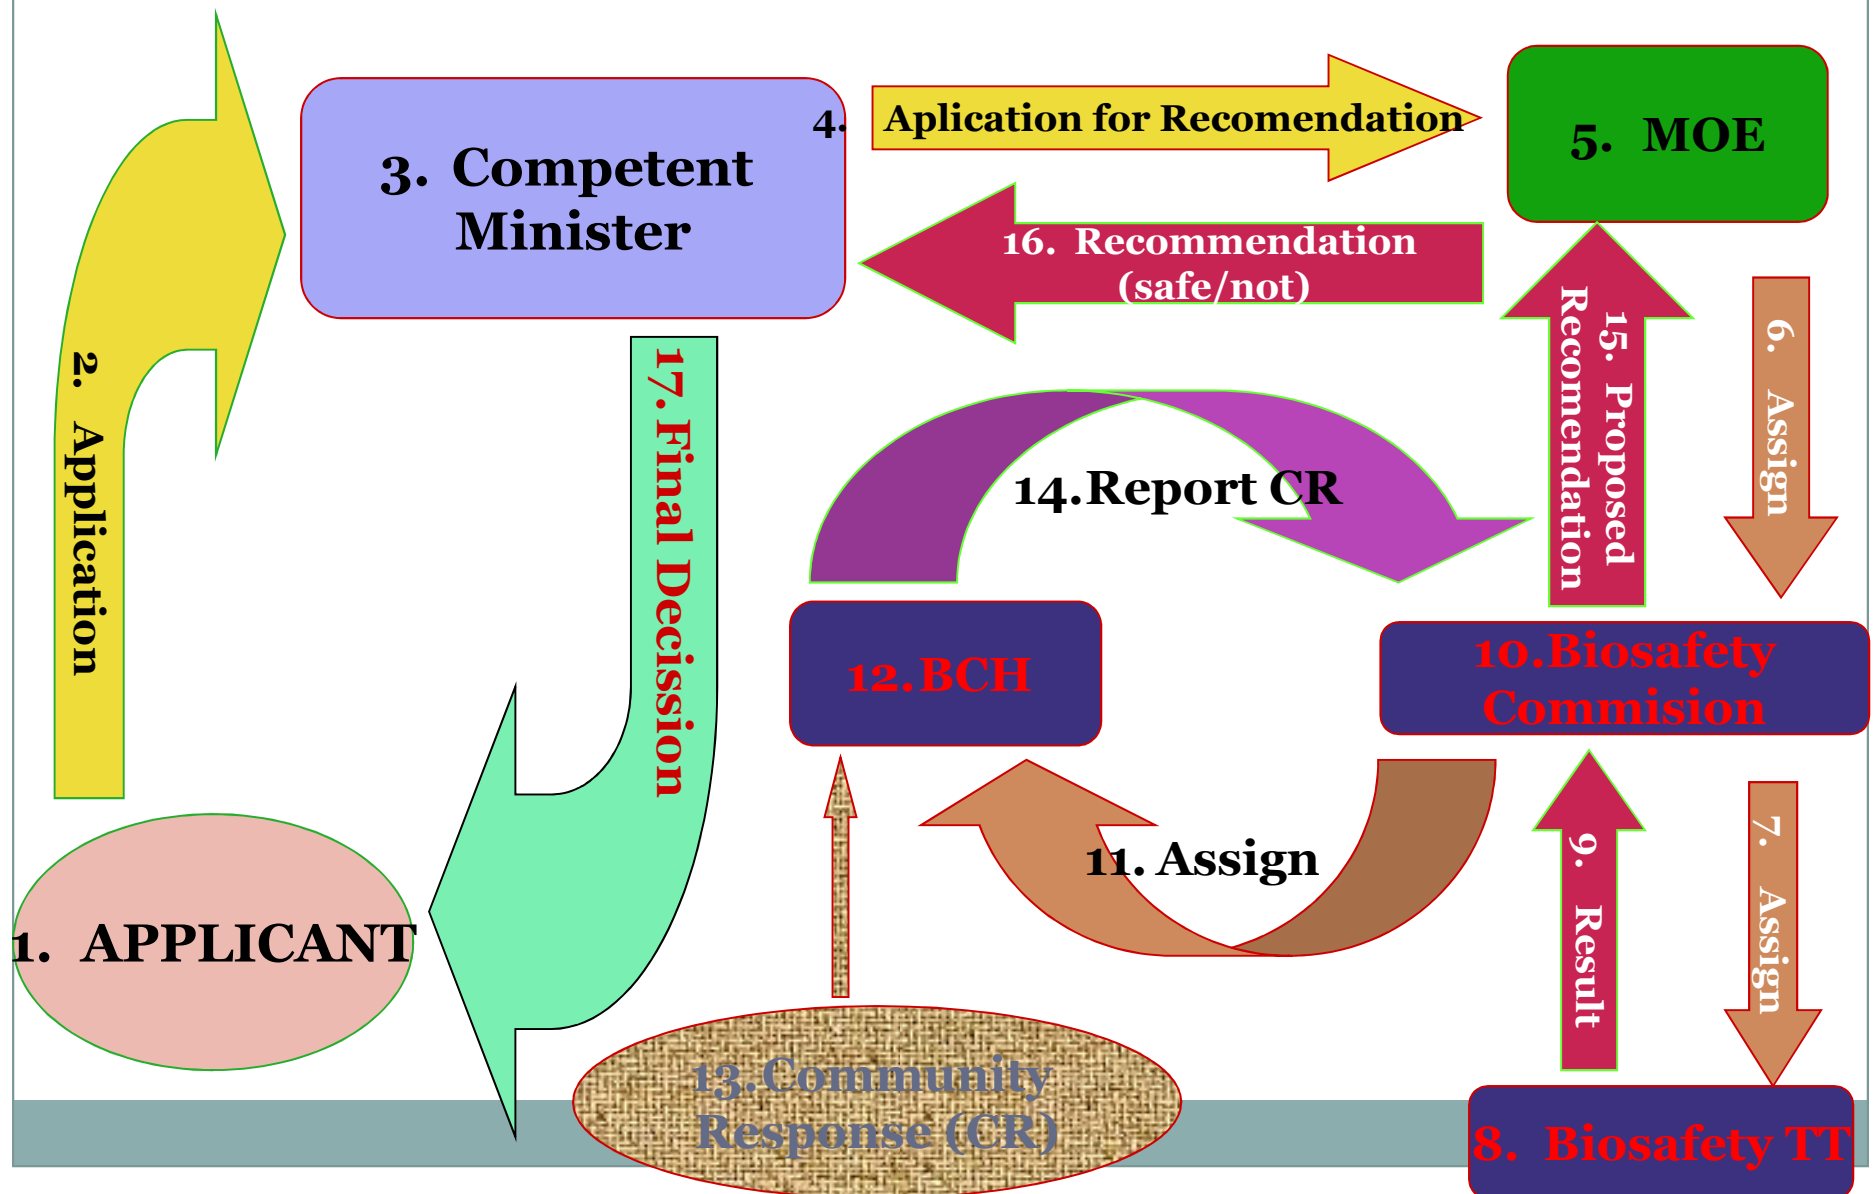 1. APPLICANT
2. Application
3. Competent
Minister
4. Aplication for Recomendation
5. MOE
6. Assign
7. Assign
8. Biosafety TT
9. Result
10.Biosafety
Commision
11. Assign
12.BCH
13.Community
Response (CR)
14.Report CR
15. Proposed
Recomendation
16. Recommendation
(safe/not)
17. Final Decission